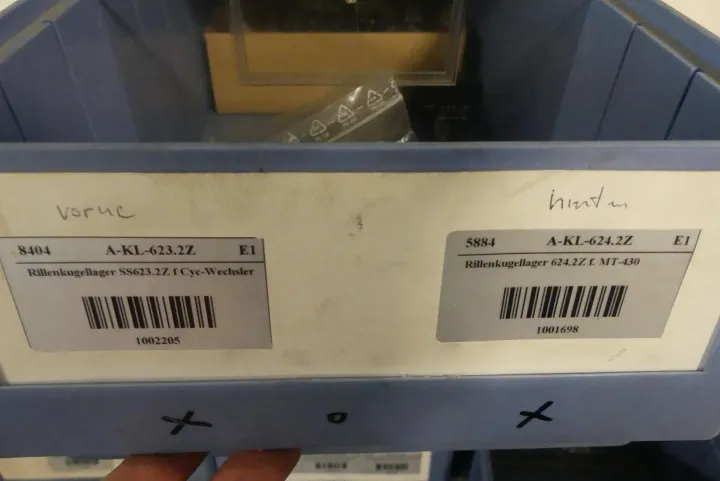 vorne
hinten
8404 A-KL-623.2Z E1
Rillenkugellager SS623.2Z f Cyc-Wechsler
1002205
5884 A-KL-624.2Z E1
Rillenkugellager 624.2Z f. MT-430
1001698
x o x